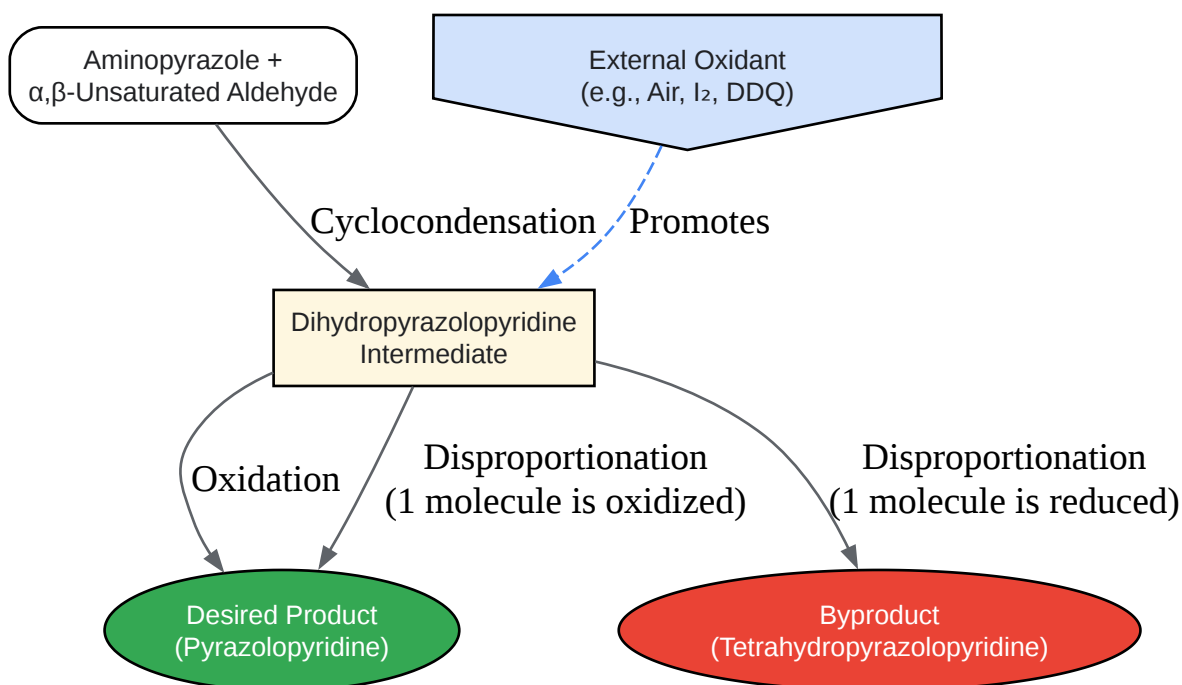 Aminopyrazole +
α,β-Unsaturated Aldehyde
External Oxidant
(e.g., Air, I₂, DDQ)
Cyclocondensation
Promotes
Dihydropyrazolopyridine
Intermediate
Oxidation
Disproportionation
(1 molecule is oxidized)
Disproportionation
(1 molecule is reduced)
Desired Product
(Pyrazolopyridine)
Byproduct
(Tetrahydropyrazolopyridine)